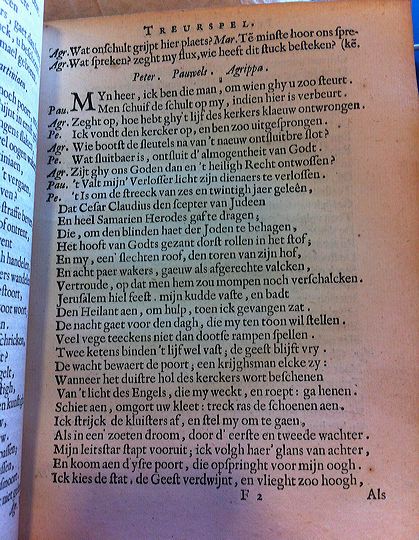 TREURSPEL.
Agr. Wat onschult grijpt hier plaets? Mar. Tē minste hoor ons spre-
Agr. Wat spreken? zeght my flux, wie heeft dit stuck besteken? (kē.
Peter. Pauwels. Agrippa.
MYn heer, ick ben die man, om wien ghy u zoo steurt.
Pau. Men schuif de schult op my, indien hier is verbeurt.
Agr. Zeght op, hoe hebt ghy 't lijf des kerkers klaeuw ontwrongen.
Pe. Ick vondt den kercker op, en ben zoo uitgesprongen.
Agr. Wie bootst de sleutels na van 't naeuw ontsluitbre slot?
Pe. Wat sluitbaer is, ontsluit d'almogentheit van Godt.
Agr. Zijt ghy ons Goden dan en 't heiligh Recht ontwossen?
Pau. 't Valt mijn' Verlosser licht zijn dienaers te verlossen.
Pe. 't Is om de streeck van zes en twintigh jaer geleên,
Dat Cesar Claudius den scepter van Judeen
En heel Samarien Herodes gaf te dragen;
Die, om den blinden haet der Joden te behagen,
Het hooft van Godts gezant dorst rollen in het stof;
En my, een' slechten roof, den toren van zijn hof,
En acht paer wakers, gaeuw als afgerechte valcken,
Vertroude, op dat men hem zou mompen noch verschalcken.
Jerusalem hiel feest. mijn kudde vaste, en badt
Den Heilant aen, om hulp, toen ick gevangen zat.
De nacht gaet voor den dagh, die my ten toon wil stellen.
Veel vege teeckens niet dan dootse rampen spellen.
Twee ketens binden 't lijf wel vast; de geest blijft vry.
De wacht bewaert de poort; een krijghsman elcke zy:
Wanneer het duistre hol des kerckers wort beschenen
Van 't licht des Engels, die my weckt, en roept: ga henen.
Schiet aen, omgort uw kleet: treck ras de schoenen aen.
Ick strijck de kluisters af, en stel my om te gaen,
Als in een' zoeten droom, door d'eerste en tweede wachter.
Mijn leitsstar stapt vooruit; ick volgh haer' glans van achter,
En koom aen d'ysre poort, die opspringht voor mijn oogh.
Ick kies de stat, de Geest verdwijnt, en vlieght zoo hoogh,
F 2 Als